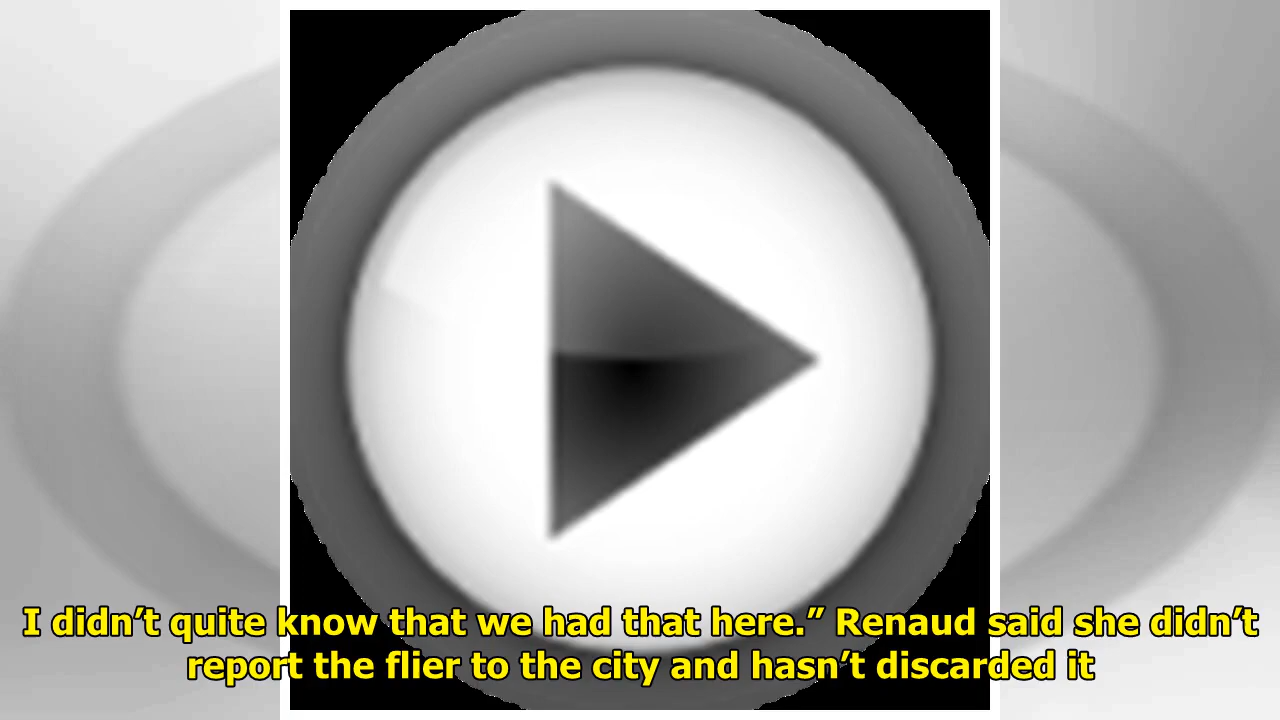 I didn’t quite know that we had that here.” Renaud said she didn’t
report the flier to the city and hasn’t discarded it